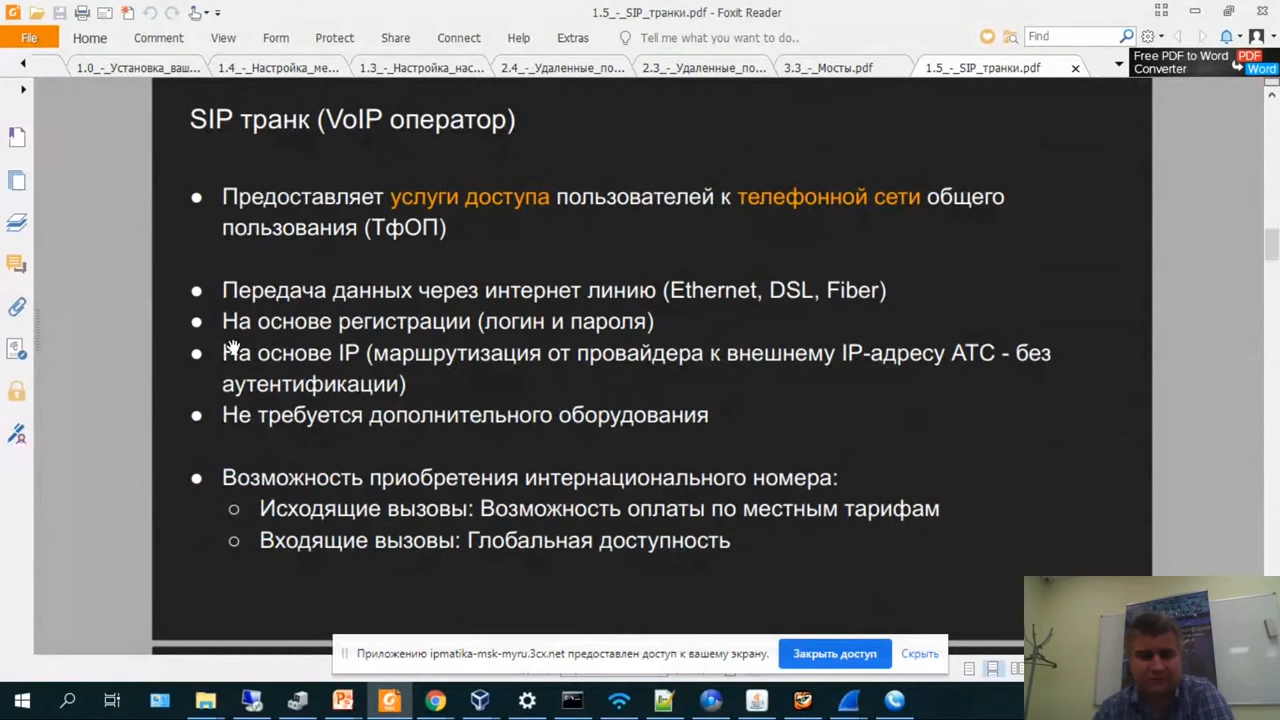 1.5_-_SIP_транки.pdf - Foxit Reader
File Home Comment View Form Protect Share Connect Help Extras Tell me what you want to do.. Find
1.0_-_Установка_ваш... 1.4_-_Настройка_ме... 1.3_-_Настройка_нас... 2.4_-_Удаленные_по... 2.3_-_Удаленные_по... 3.3_-_Мосты.pdf 1.5_-_SIP_транки.pdf
Free PDF to Word
Converter
PDF
Word
SIP транк (VoIP оператор)
● Предоставляет услуги доступа пользователей к телефонной сети общего
пользования (ТфОП)
● Передача данных через интернет линию (Ethernet, DSL, Fiber)
● На основе регистрации (логин и пароля)
● На основе IP (маршрутизация от провайдера к внешнему IP-адресу АТС - без
аутентификации)
● Не требуется дополнительного оборудования
● Возможность приобретения интернационального номера:
○ Исходящие вызовы: Возможность оплаты по местным тарифам
○ Входящие вызовы: Глобальная доступность
Приложению ipmatika-msk-myru.3cx.net предоставлен доступ к вашему экрану. Закрыть доступ Скрыть